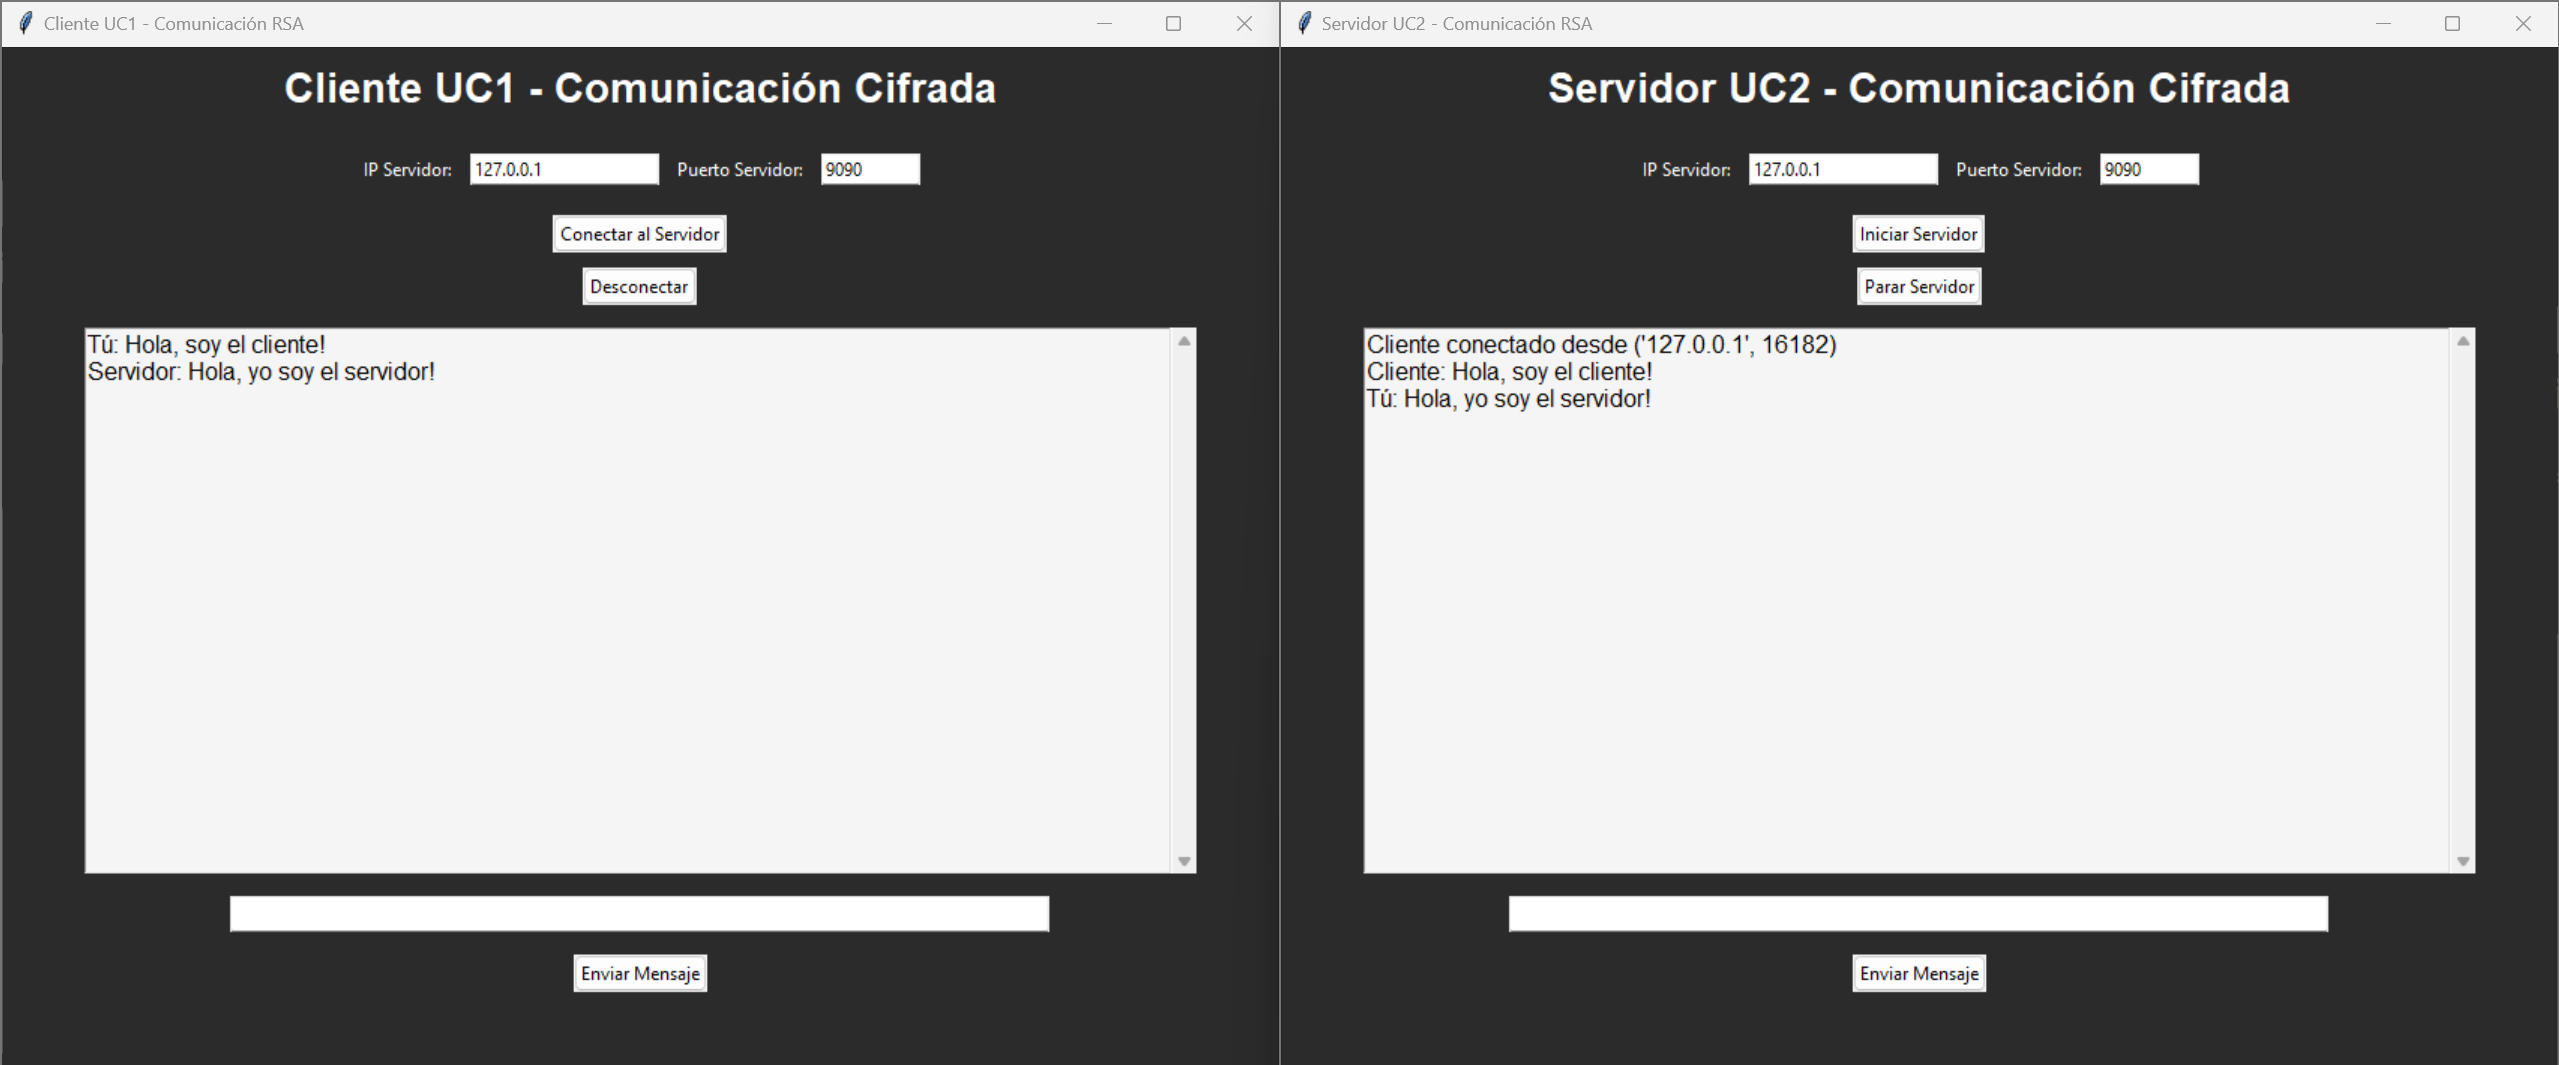 Cliente UC1 - Comunicación RSA
Cliente UC1 - Comunicación Cifrada
IP Servidor: 127.0.0.1 Puerto Servidor: 9090
Conectar al Servidor
Desconectar
Tú: Hola, soy el cliente!
Servidor: Hola, yo soy el servidor!
Enviar Mensaje
Servidor UC2 - Comunicación RSA
Servidor UC2 - Comunicación Cifrada
IP Servidor: 127.0.0.1 Puerto Servidor: 9090
Iniciar Servidor
Parar Servidor
Cliente conectado desde ('127.0.0.1', 16182)
Cliente: Hola, soy el cliente!
Tú: Hola, yo soy el servidor!
Enviar Mensaje